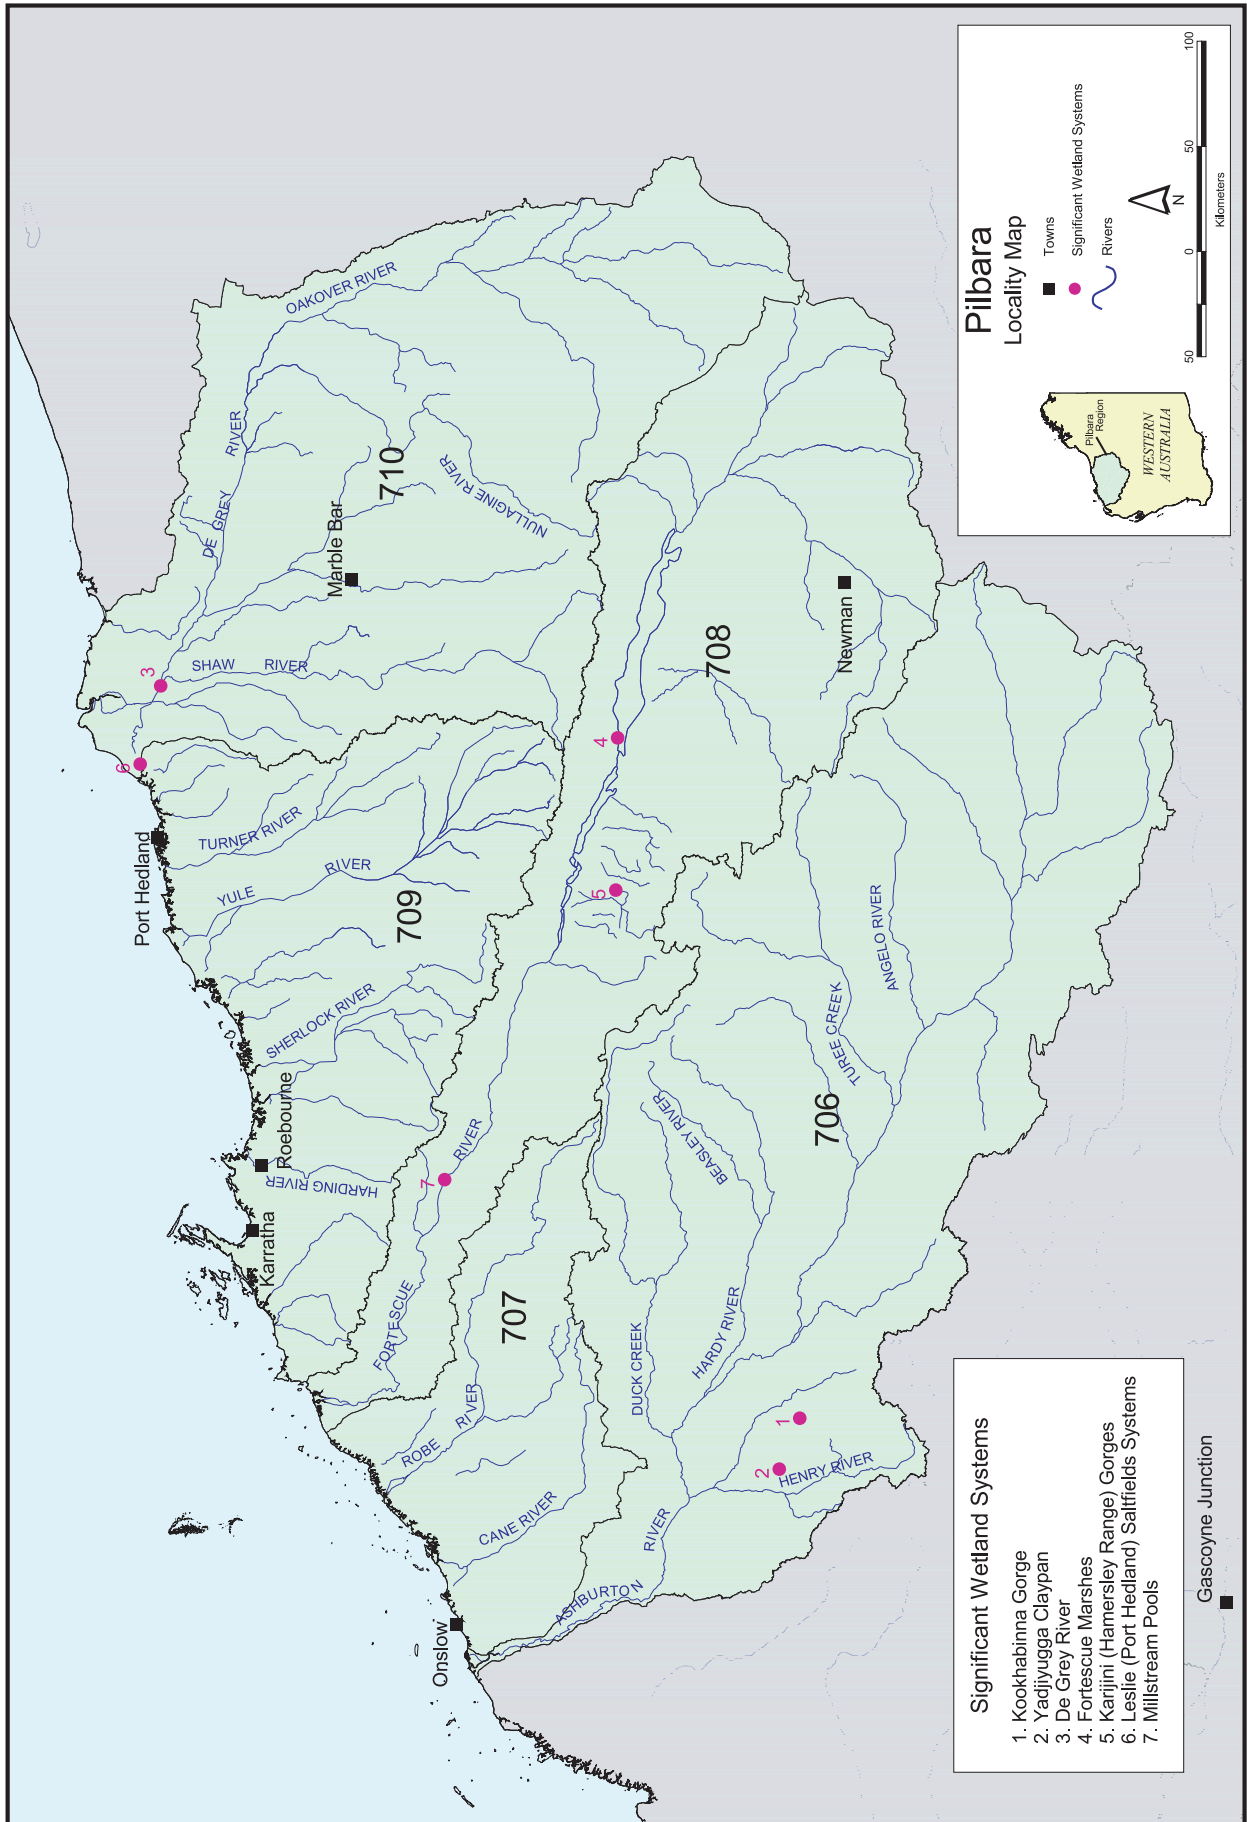 Pilbara
Locality Map
Towns
Significant Wetland Systems
Rivers
N
50
0
50
100
Kilometers
Pilbara
Region
WESTERN
AUSTRALIA
Significant Wetland Systems
1. Kookhabinna Gorge
2. Yadjiyugga Claypan
3. De Grey River
4. Fortescue Marshes
5. Karijini (Hamersley Range) Gorges
6. Leslie (Port Hedland) Saltfields Systems
7. Millstream Pools
Gascoyne Junction
Onslow
Karratha
Roebourne
Port Hedland
Marble Bar
Newman
706
707
708
709
710
1
2
3
4
5
6
7
ASHBURTON
RIVER
CANE RIVER
ROBE
RIVER
FORTESCUE
RIVER
HARDING RIVER
SHERLOCK RIVER
YULE
RIVER
TURNER RIVER
SHAW
RIVER
DE GREY
RIVER
OAKOVER RIVER
NULLAGINE RIVER
DUCK CREEK
HARDY RIVER
BEASLEY RIVER
HENRY RIVER
TUREE CREEK
ANGELO RIVER